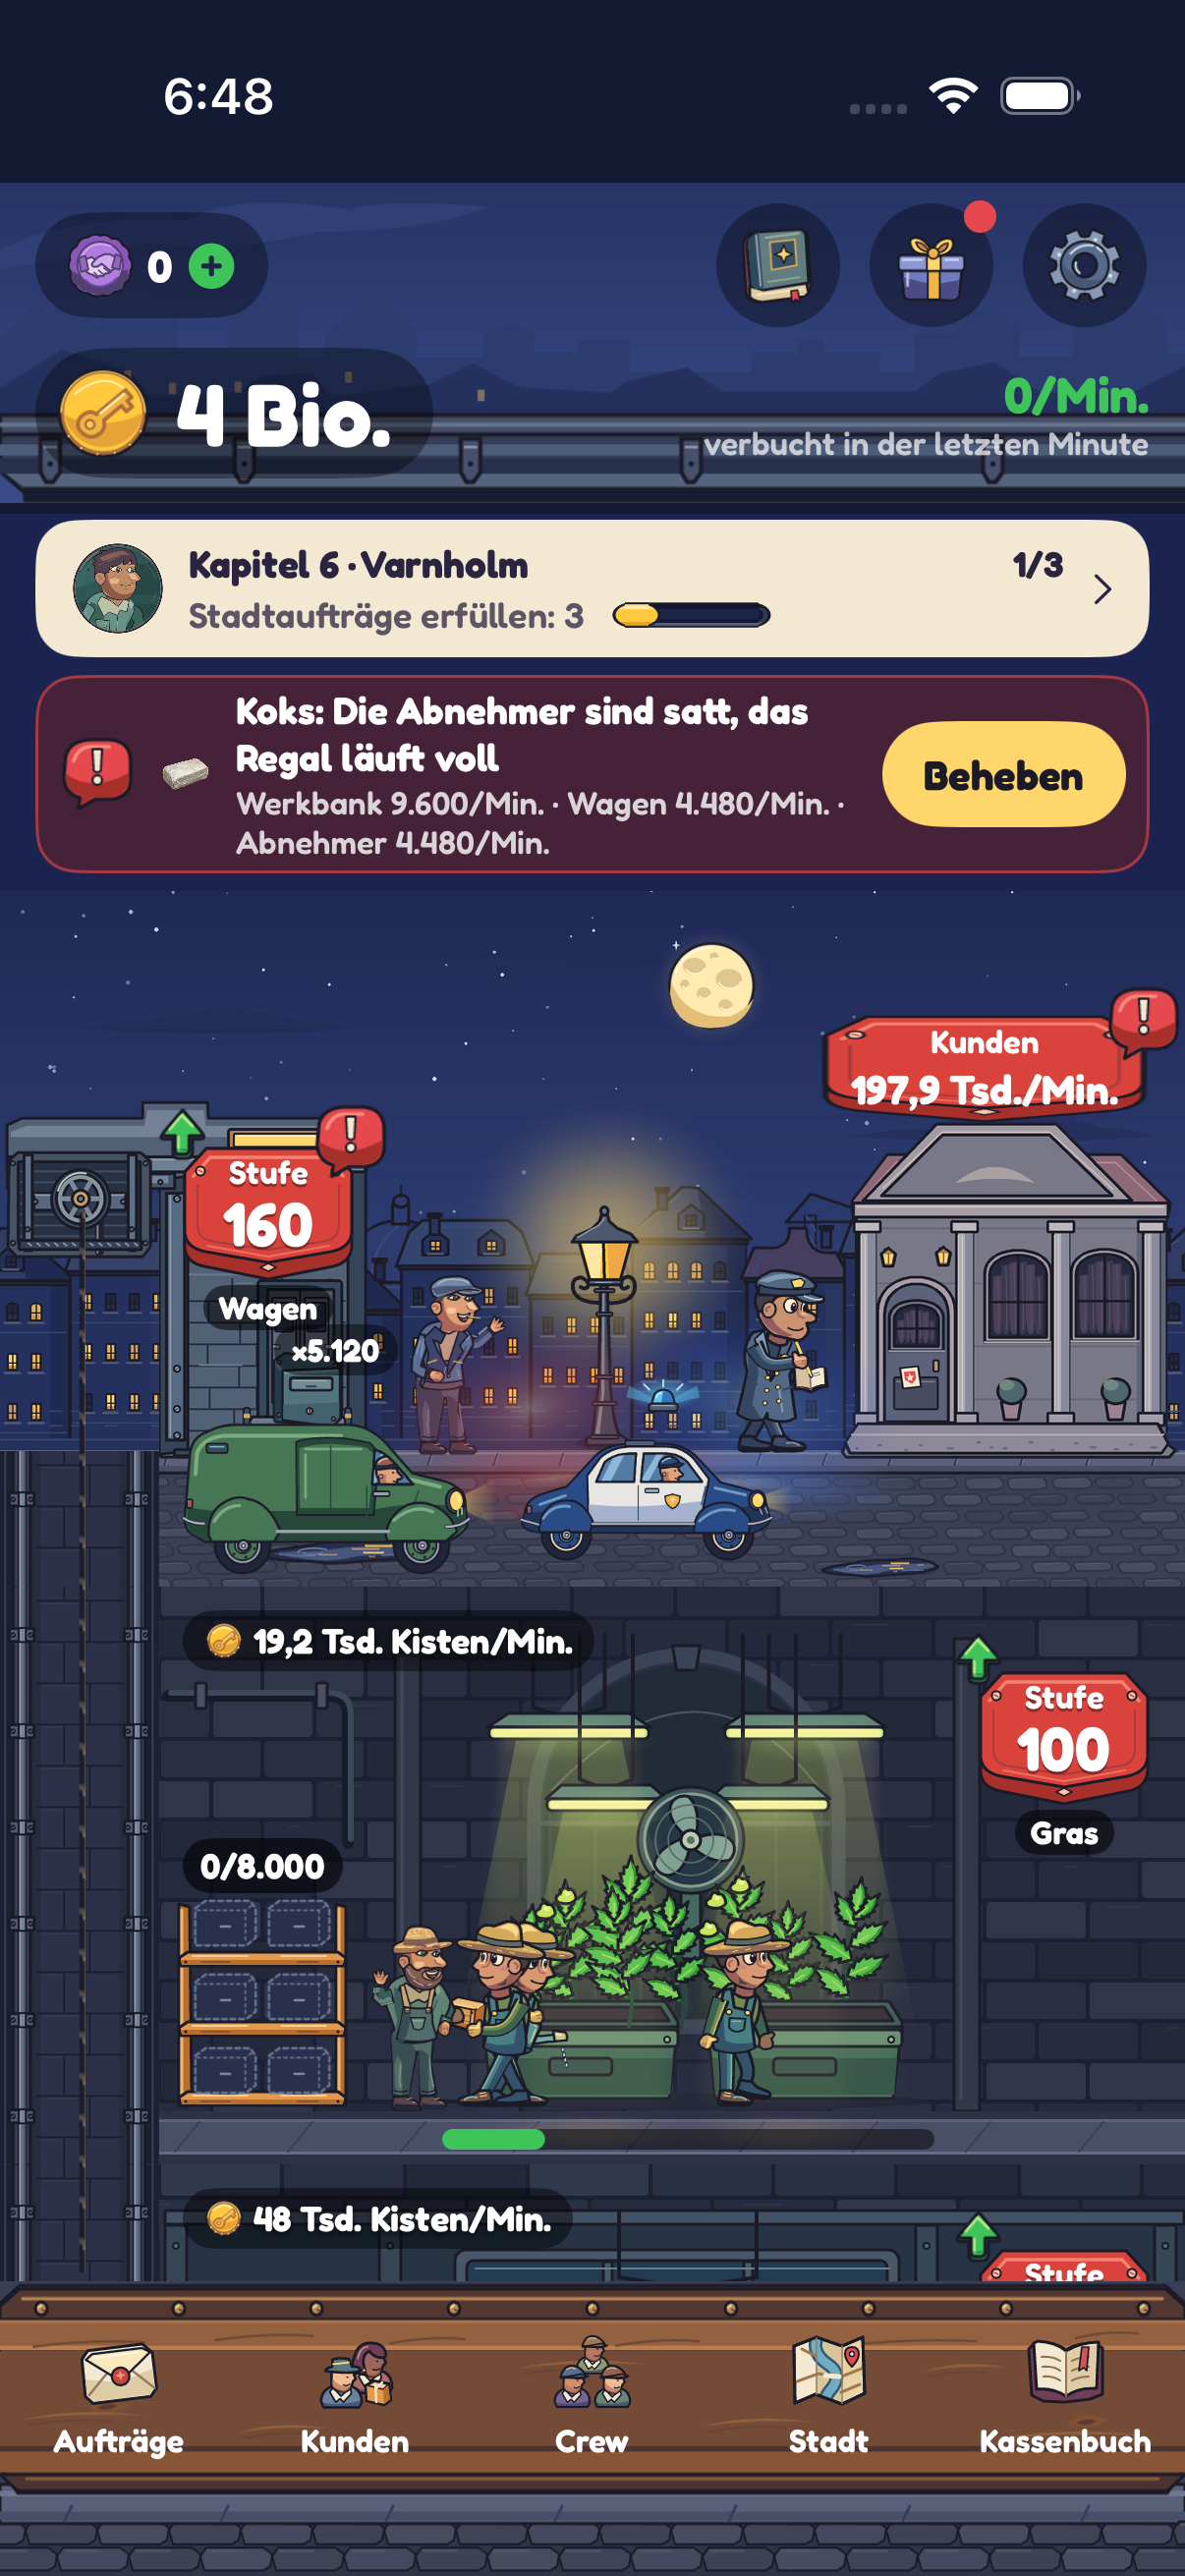 6:48
0
4 Bio.
0/Min.
verbucht in der letzten Minute
Kapitel 6 · Varnholm
1/3
Stadtaufträge erfüllen: 3
Koks: Die Abnehmer sind satt, das
Regal läuft voll
Werkbank 9.600/Min. · Wagen 4.480/Min. ·
Abnehmer 4.480/Min.
Beheben
Kunden
197,9 Tsd./Min.
Stufe
160
Wagen
×5.120
19,2 Tsd. Kisten/Min.
Stufe
100
Gras
0/8.000
48 Tsd. Kisten/Min.
Stufe
Aufträge
Kunden
Crew
Stadt
Kassenbuch